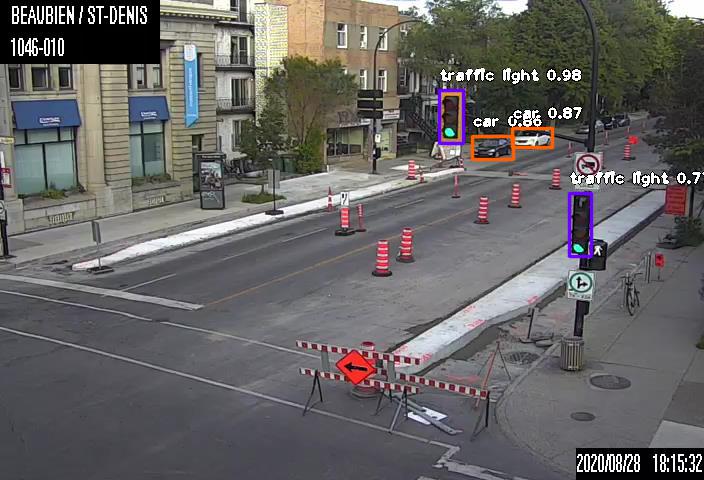 BEAUBIEN / ST-DENIS
1046-010
traffic light 0.98
car 0.86
car 0.87
traffic light 0.7
2020/08/28 18:15:32